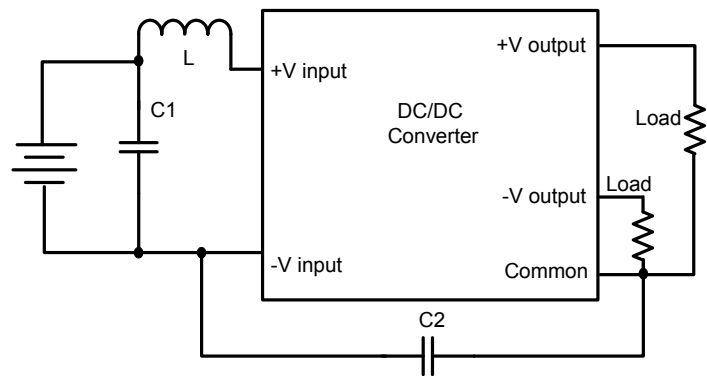 +V output
L
+V input
C1
DC/DC
Converter
Load
Load
-V output
-V input
Common
C2